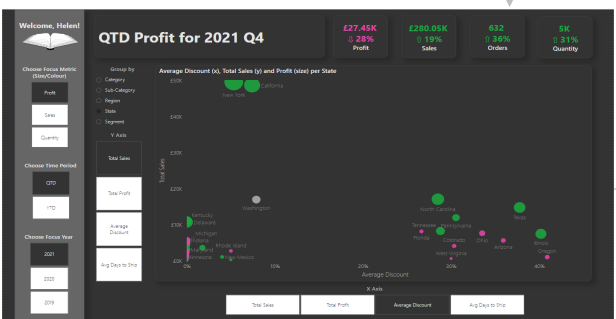 Welcome, Helen!
QTD Profit for 2021 Q4
£27.45K
⇩ 28%
Profit
£280.05K
⇧ 19%
Sales
632
⇧ 36%
Orders
5K
⇧ 31%
Quantity
Choose Focus Metric
(Size/Colour)
Profit
Sales
Quantity
Choose Time Period
QTD
YTD
Choose Focus Year
2021
2020
2019
Group by
Category
Sub-Category
Region
State
Segment
Y Axis
Total Sales
Total Profit
Average
Discount
Avg Days to Ship
Average Discount (x), Total Sales (y) and Profit (size) per State
Total Sales
£50K
£40K
£30K
£20K
£10K
£0K
New York
California
Washington
Kentucky
Delaware
Michigan
Indiana
Maryland
Minnesota
Rhode Island
New Mexico
North Carolina
Tennessee
Pennsylvania
Florida
Colorado
West Virginia
Ohio
Arizona
Texas
Illinois
Oregon
0%
10%
20%
30%
40%
Average Discount
X Axis
Total Sales
Total Profit
Average Discount
Avg Days to Ship